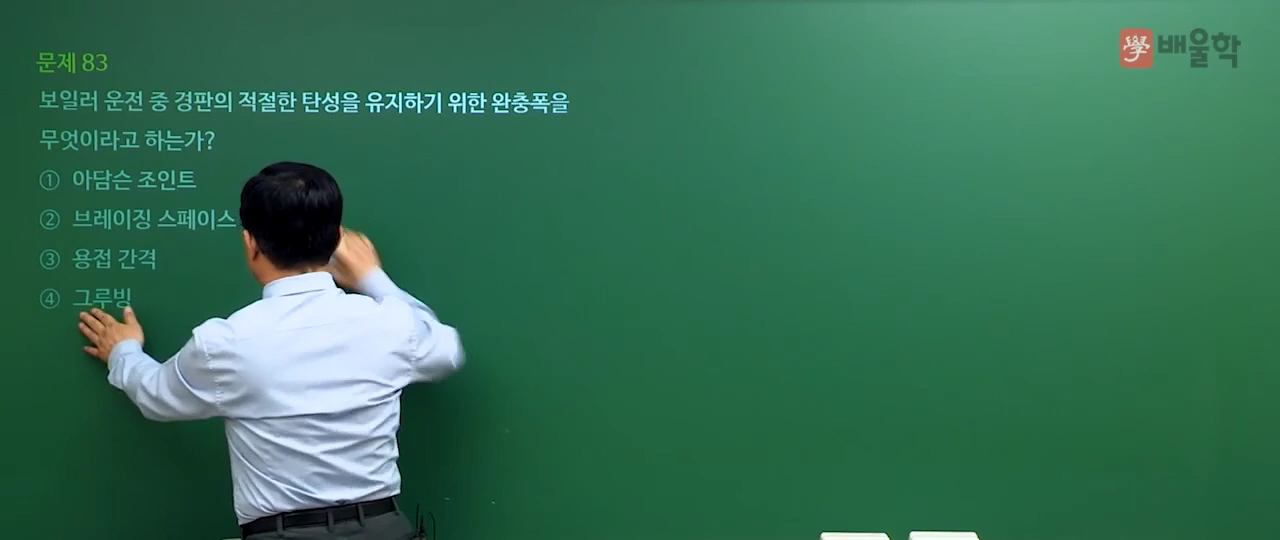 문제 83
보일러 운전 중 경판의 적절한 탄성을 유지하기 위한 완충폭을
무엇이라고 하는가?
① 아담슨 조인트
② 브레이징 스페이스
③ 용접 간격
④ 그루빙
學 배울학